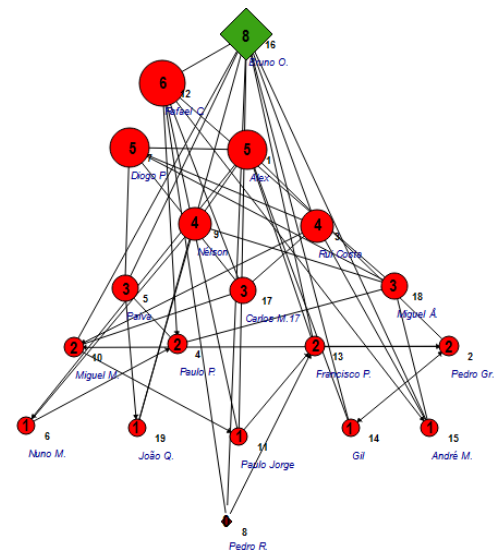 8
16
Bruno O.
6
12
Rafael C
5
7
Diogo P.
5
1
Alex
4
9
Nelson
4
3
Rui Costa
3
5
Paiva
3
17
Carlos M.17
3
18
Miguel Â.
2
10
Miguel M.
2
4
Paulo P.
2
13
Francisco P.
2
2
Pedro Gr.
1
6
Nuno M.
1
19
João Q.
1
11
Paulo Jorge
1
14
Gil
1
15
André M.
8
Pedro R.